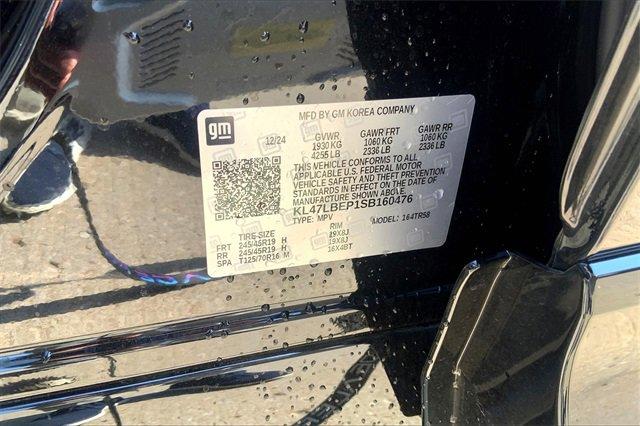 gm
MFD BY GM KOREA COMPANY
12/24 GVWR GAWR FRT GAWR RR
1930 KG 1060 KG 1060 KG
4255 LB 2336 LB 2336 LB
THIS VEHICLE CONFORMS TO ALL
APPLICABLE U.S. FEDERAL MOTOR
VEHICLE SAFETY AND THEFT PREVENTION
STANDARDS IN EFFECT ON THE DATE OF
MANUFACTURE SHOWN ABOVE.
KL47LBEP1SB160476
TYPE: MPV MODEL: 164TR58
TIRE SIZE RIM
FRT 245/45R19 H 19X8J
RR 245/45R19 H 19X8J
SPA T125/70R16 M 16X4BT